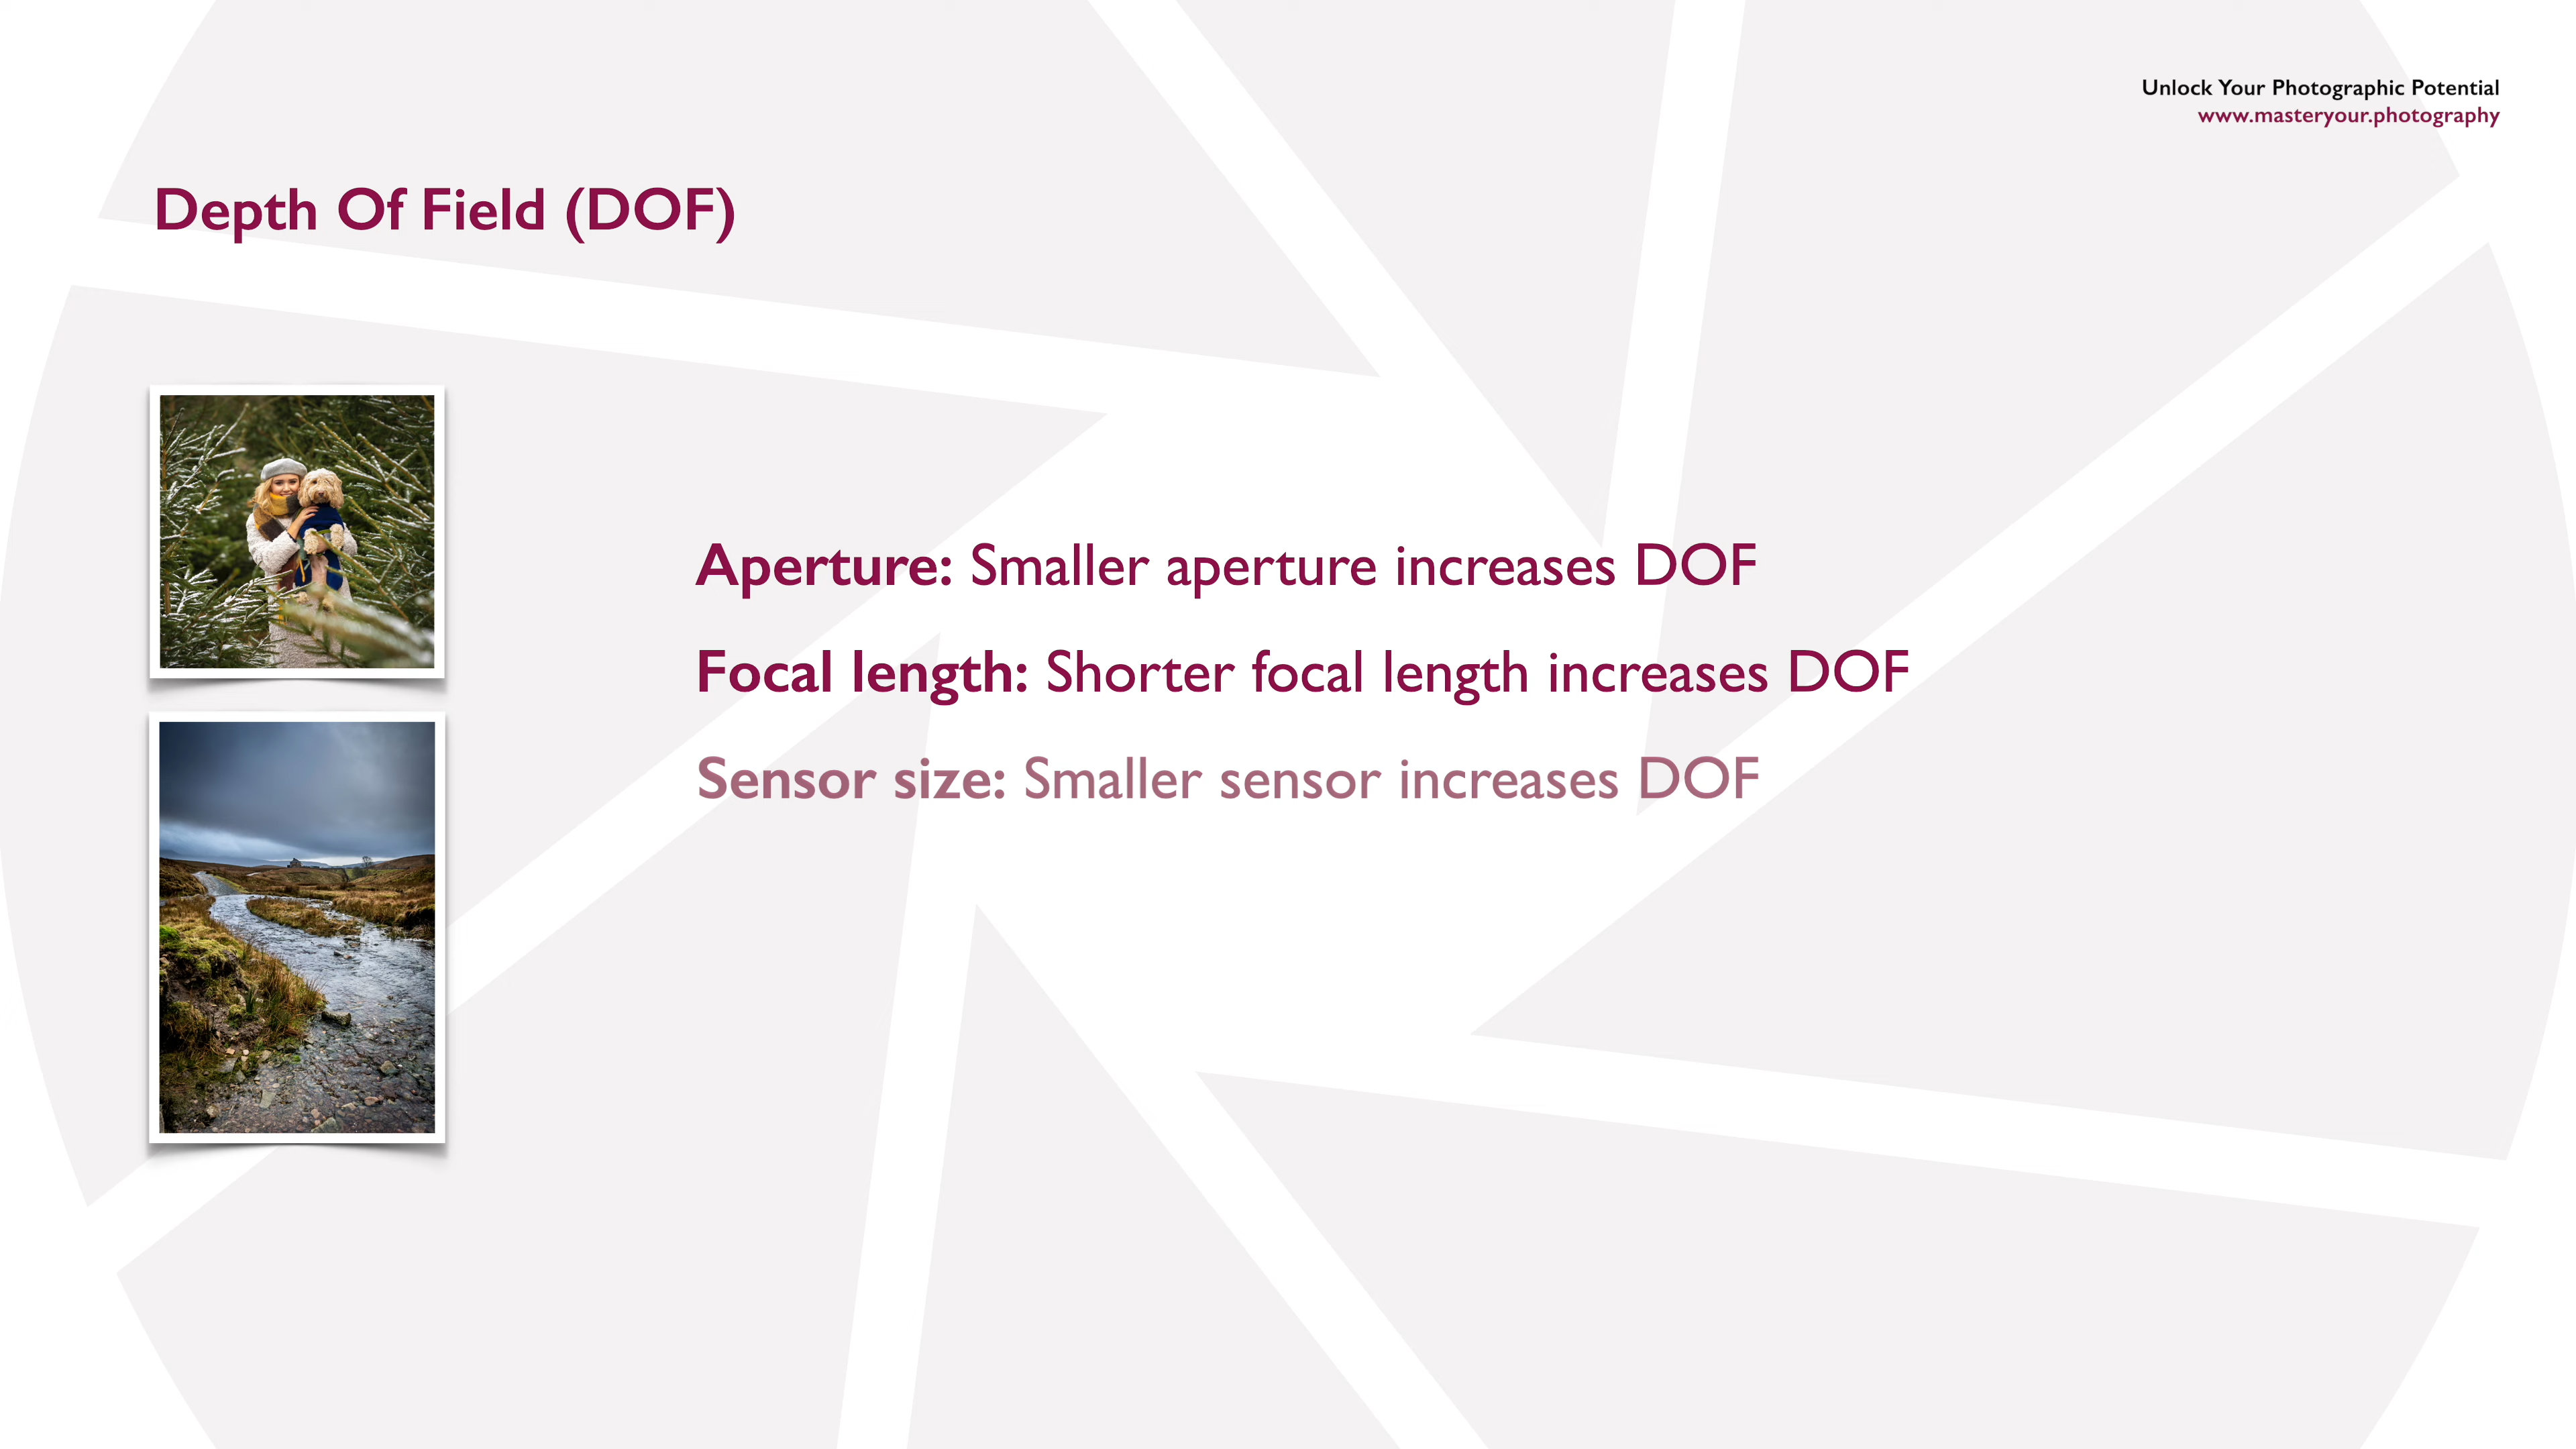 Unlock Your Photographic Potential
www.masteryour.photography
Depth Of Field (DOF)
Aperture: Smaller aperture increases DOF
Focal length: Shorter focal length increases DOF
Sensor size: Smaller sensor increases DOF